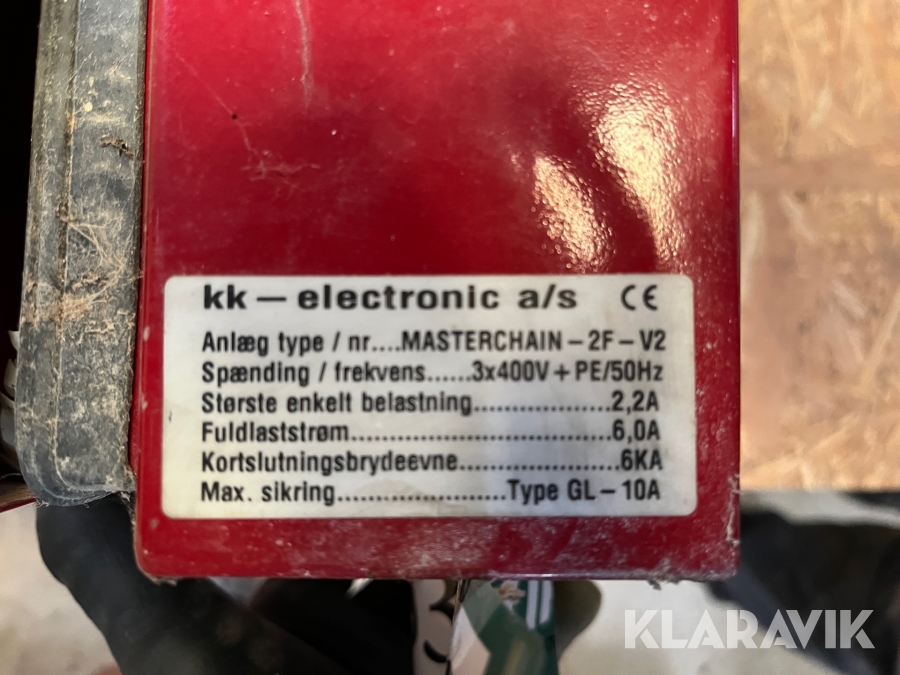 kk – electronic a/s CE
Anlæg type / nr....MASTERCHAIN – 2F – V2
Spænding / frekvens......3x400V + PE/50Hz
Største enkelt belastning..................2,2A
Fuldlaststrøm....................................6,0A
Kortslutningsbrydeevne......................6KA
Max. sikring.......................Type GL – 10A
KLARAVIK